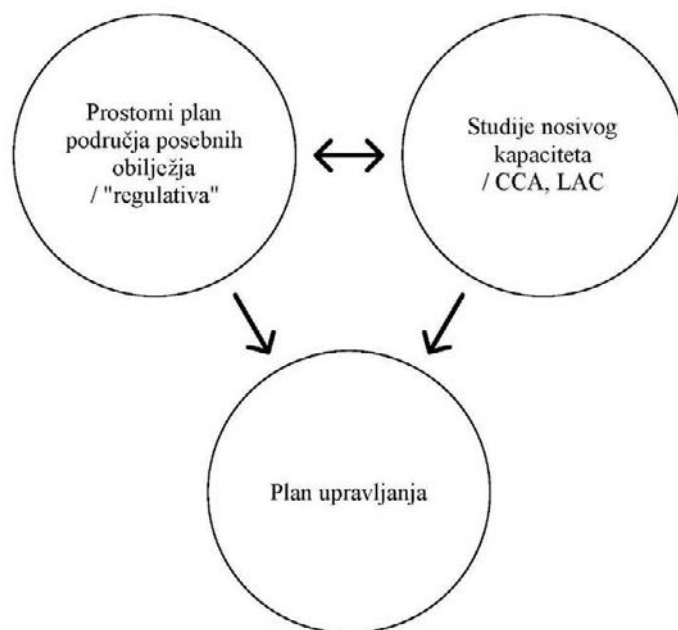 Prostorni plan
područja posebnih
obilježja
/ "regulativa"
Studije nosivog
kapaciteta
/ CCA, LAC
Plan upravljanja